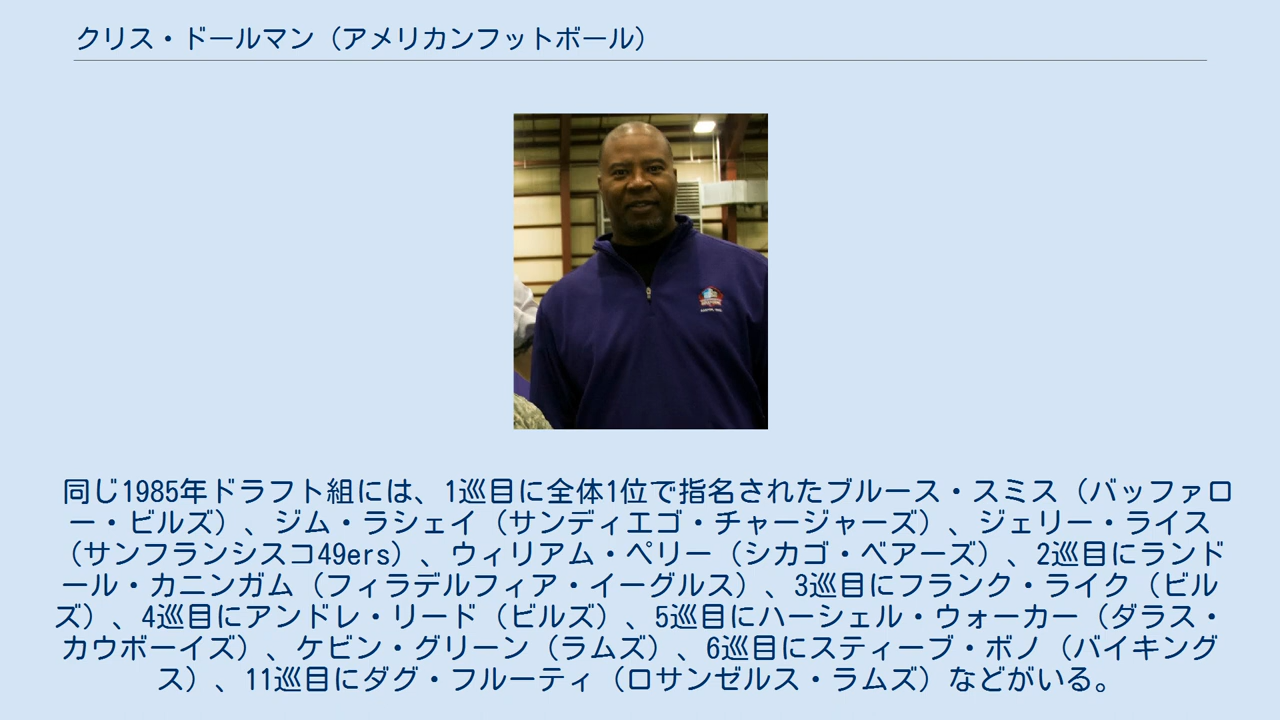 クリス・ドールマン（アメリカンフットボール）
同じ1985年ドラフト組には、1巡目に全体1位で指名されたブルース・スミス（バッファロ
ー・ビルズ）、ジム・ラシェイ（サンディエゴ・チャージャーズ）、ジェリー・ライス
（サンフランシスコ49ers）、ウィリアム・ペリー（シカゴ・ベアーズ）、2巡目にランド
ール・カニンガム（フィラデルフィア・イーグルス）、3巡目にフランク・ライク（ビル
ズ）、4巡目にアンドレ・リード（ビルズ）、5巡目にハーシェル・ウォーカー（ダラス・
カウボーイズ）、ケビン・グリーン（ラムズ）、6巡目にスティーブ・ボノ（バイキング
ス）、11巡目にダグ・フルーティ（ロサンゼルス・ラムズ）などがいる。